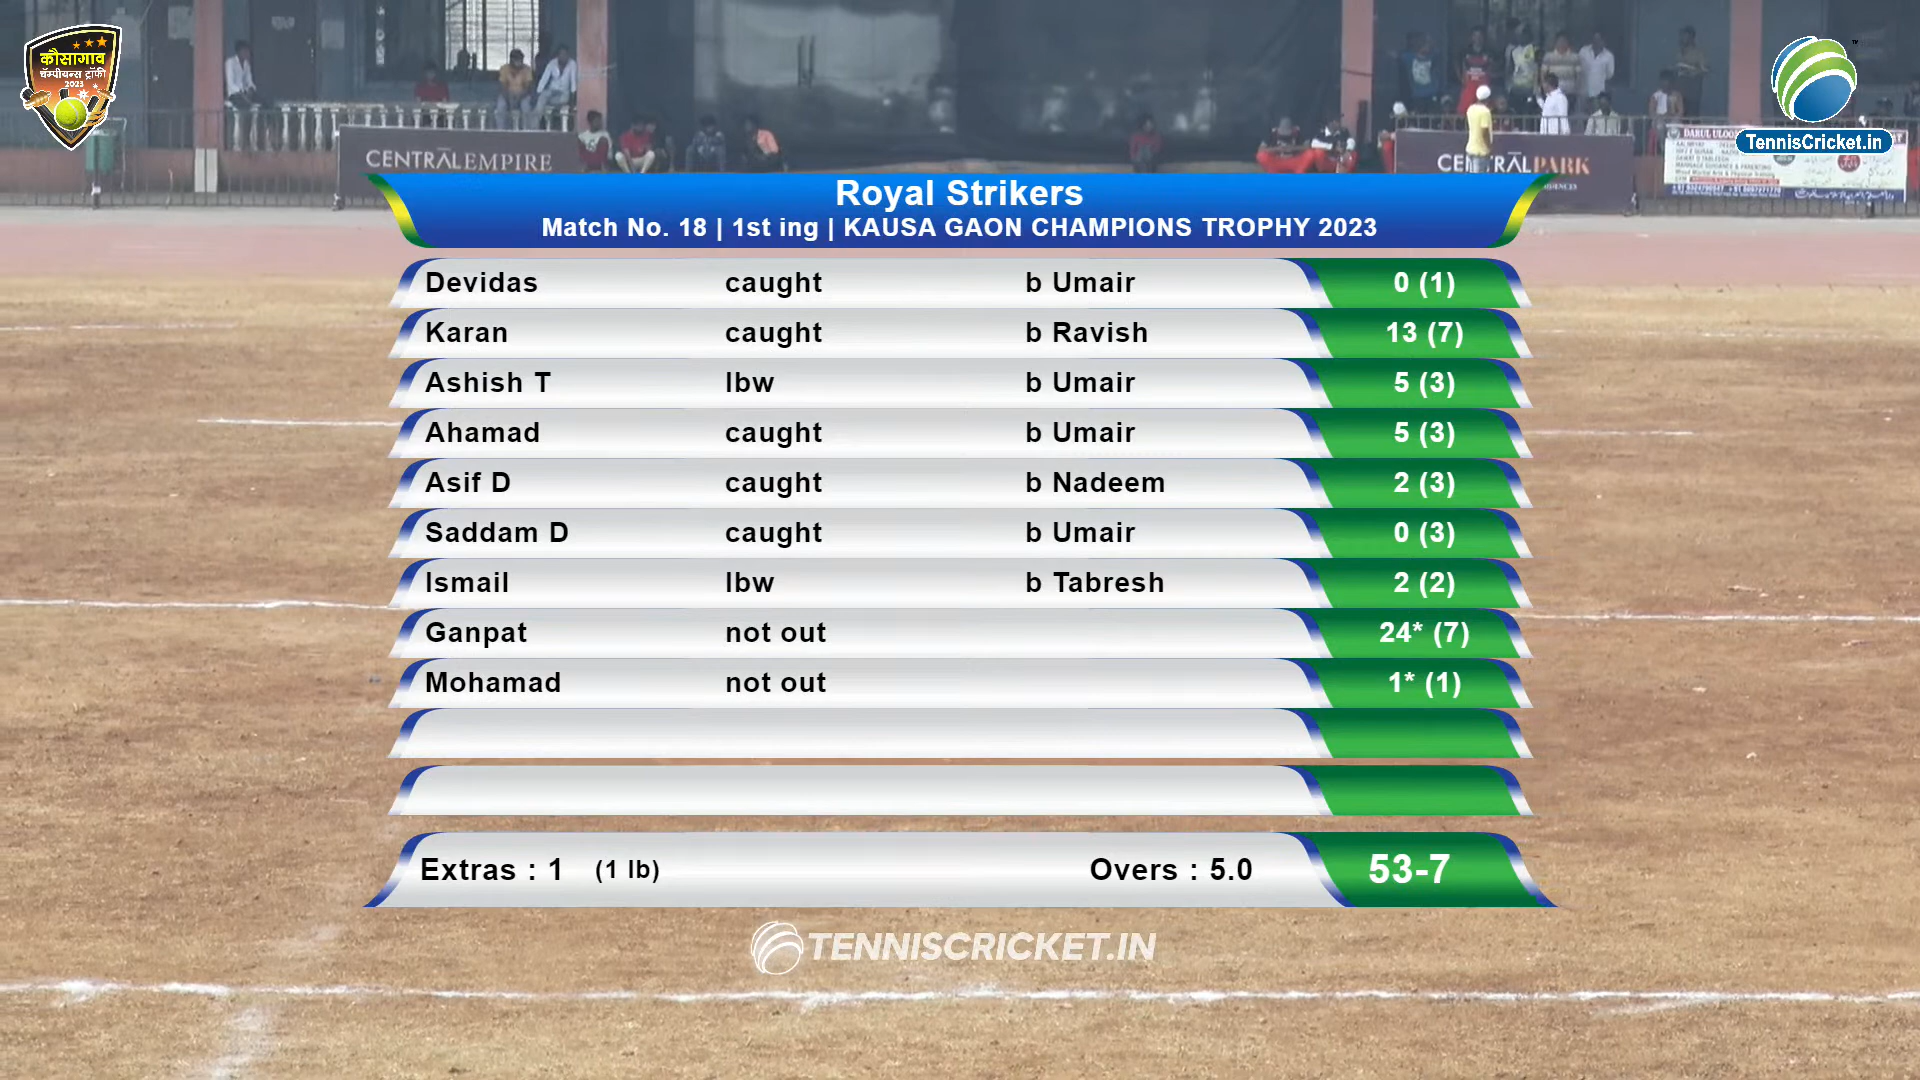 कौसागाव
चॅम्पीयन्स ट्रॉफी
2023
TennisCricket.in
CENTRALEMPIRE
CENTRALPARK
Royal Strikers
Match No. 18 | 1st ing | KAUSA GAON CHAMPIONS TROPHY 2023
Devidas caught b Umair 0 (1)
Karan caught b Ravish 13 (7)
Ashish T lbw b Umair 5 (3)
Ahamad caught b Umair 5 (3)
Asif D caught b Nadeem 2 (3)
Saddam D caught b Umair 0 (3)
Ismail lbw b Tabresh 2 (2)
Ganpat not out 24* (7)
Mohamad not out 1* (1)
Extras : 1 (1 lb) Overs : 5.0 53-7
TENNISCRICKET.IN